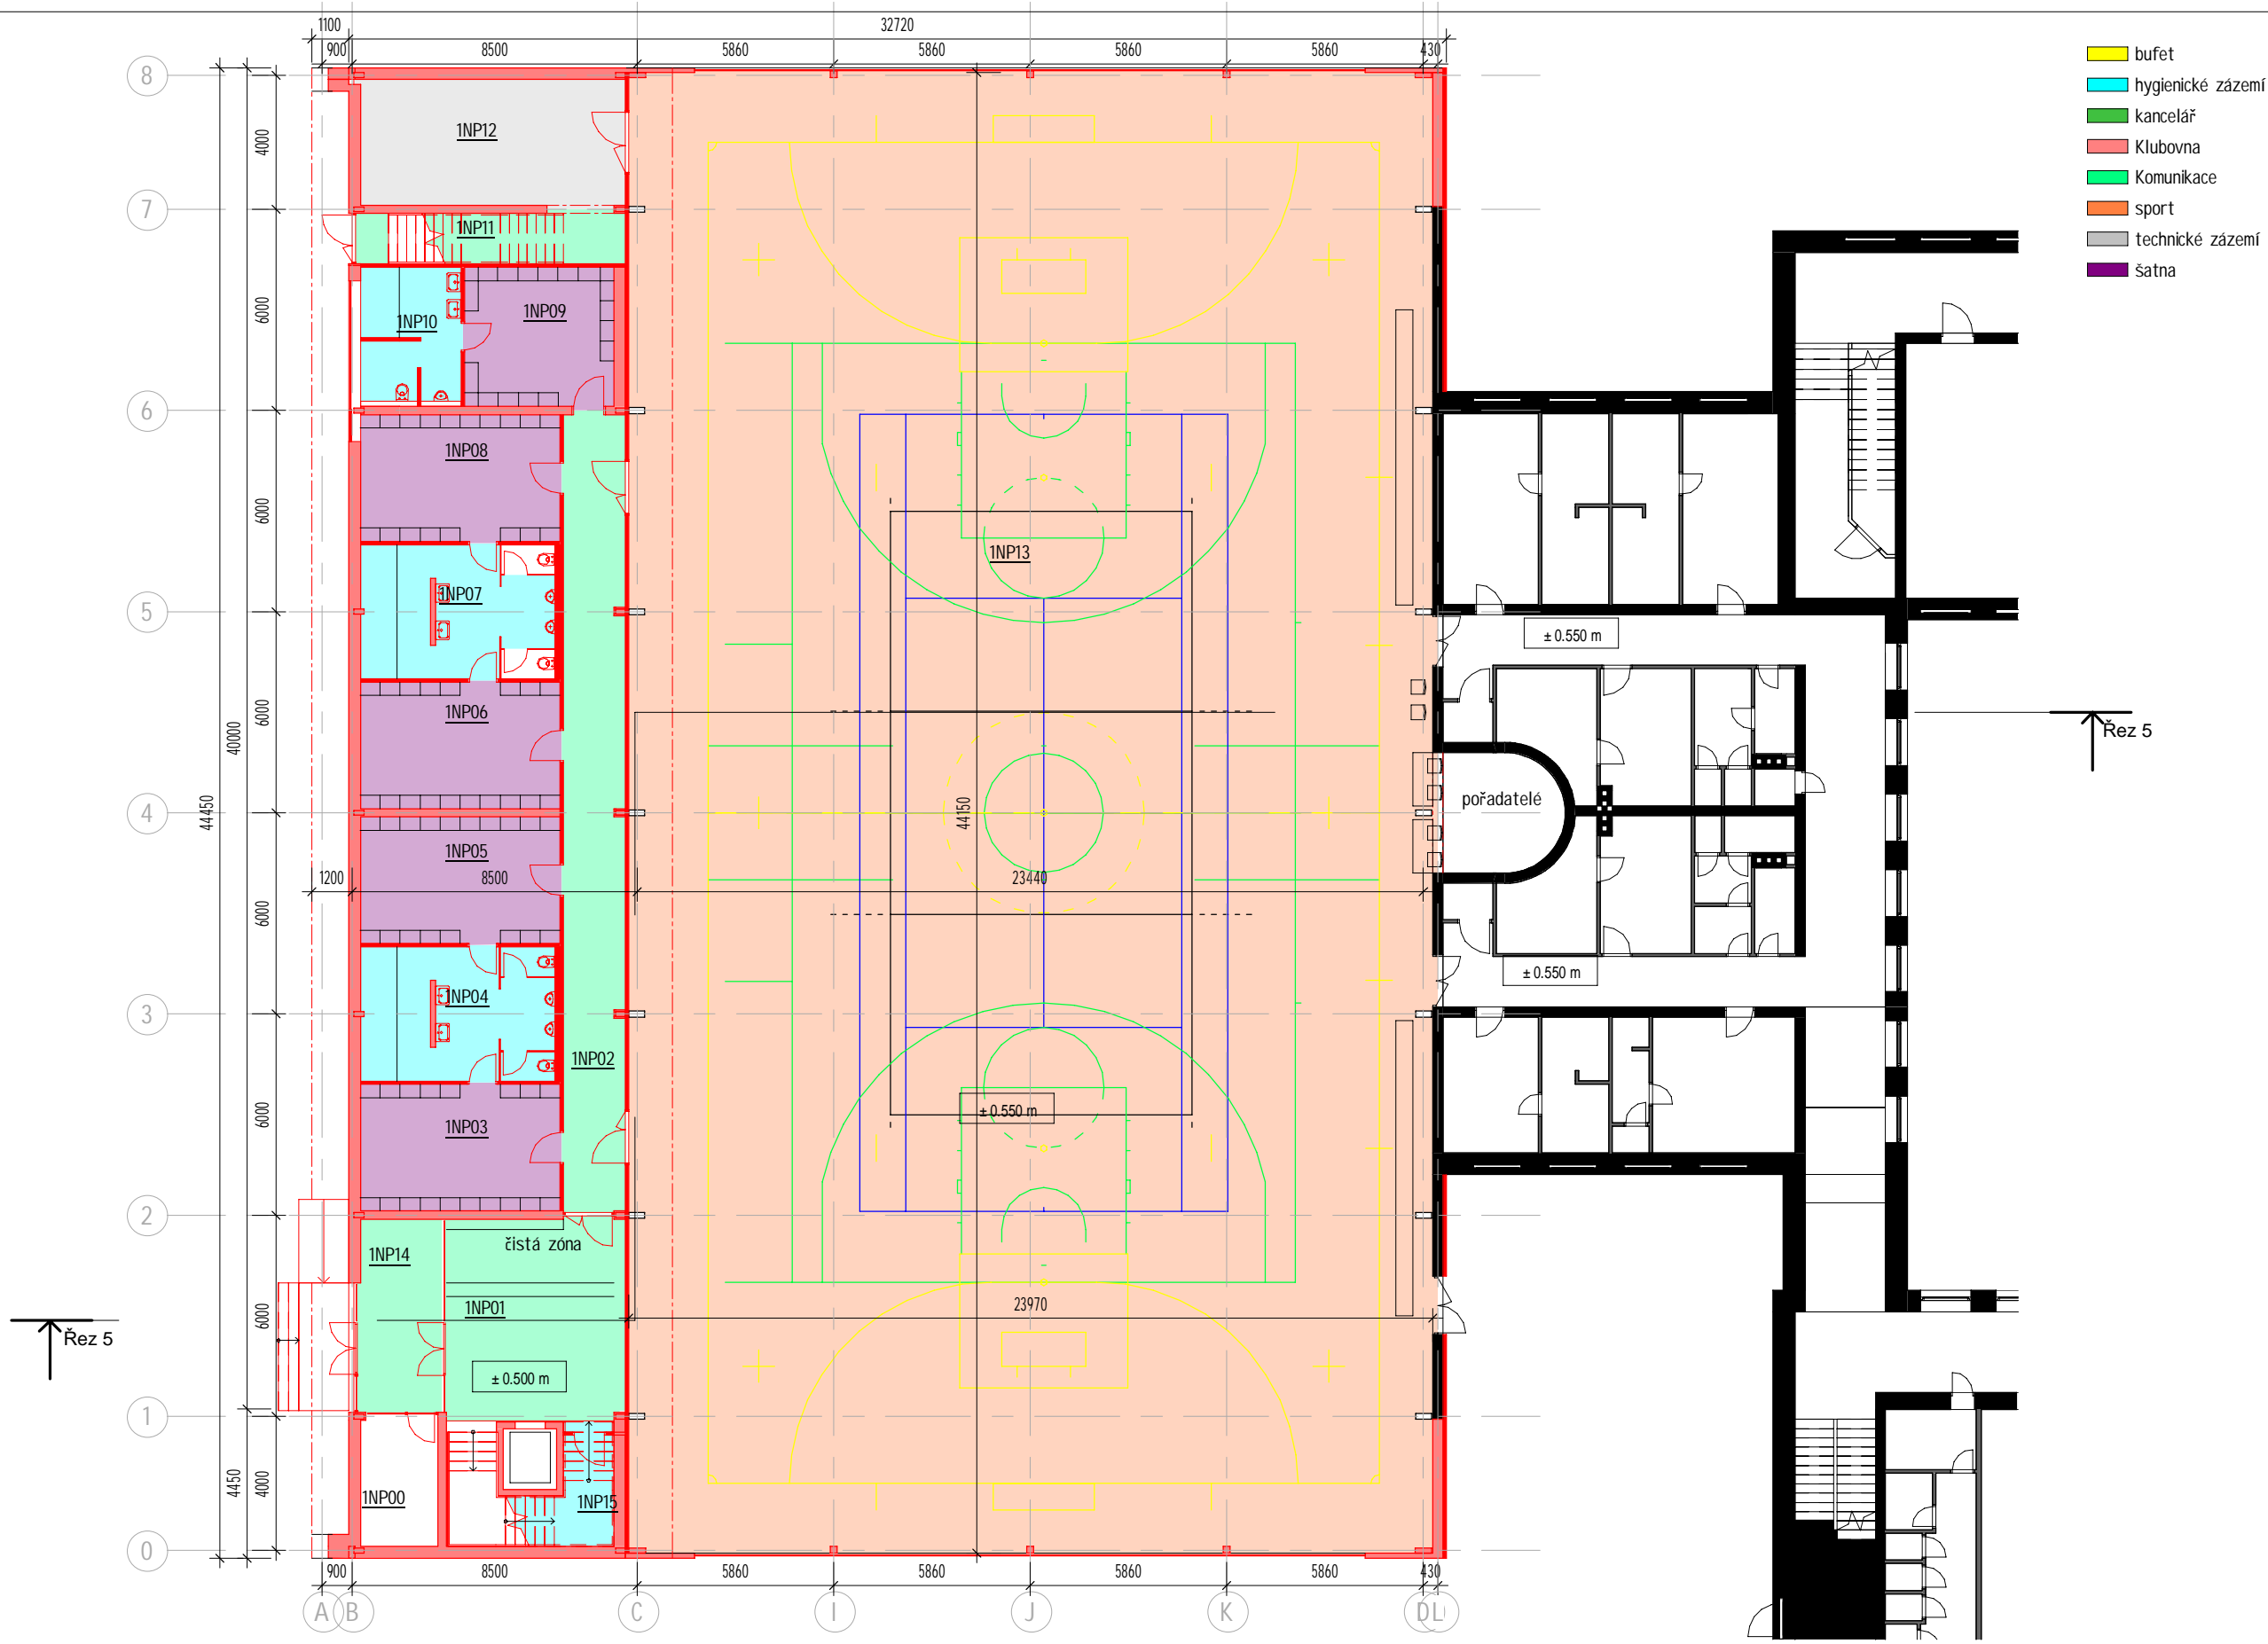 1100
32720
900
8500
5860
5860
5860
5860
430
bufet
hygienické zázemí
kancelář
Klubovna
Komunikace
sport
technické zázemí
šatna
8
7
6
5
4
3
2
1
0
4000
6000
6000
6000
6000
6000
6000
4000
40000
44450
4450
1NP12
1NP11
1NP10
1NP09
1NP08
1NP07
1NP06
1NP05
1NP04
1NP02
1NP03
čistá zóna
1NP14
1NP01
± 0.500 m
1NP00
1NP15
1NP13
44150
1200
8500
23440
± 0.550 m
23970
± 0.550 m
pořadatelé
± 0.550 m
Řez 5
Řez 5
900
8500
5860
5860
5860
5860
430
A
B
C
I
J
K
D
L